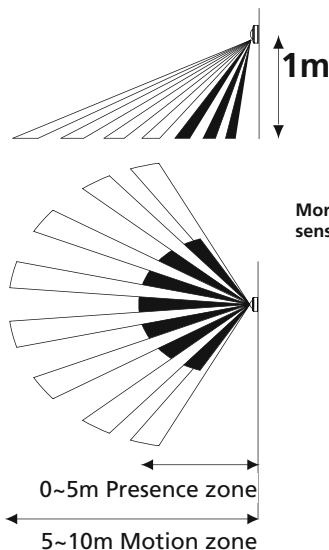 1m
Mor
sens
0~5m Presence zone
5~10m Motion zone